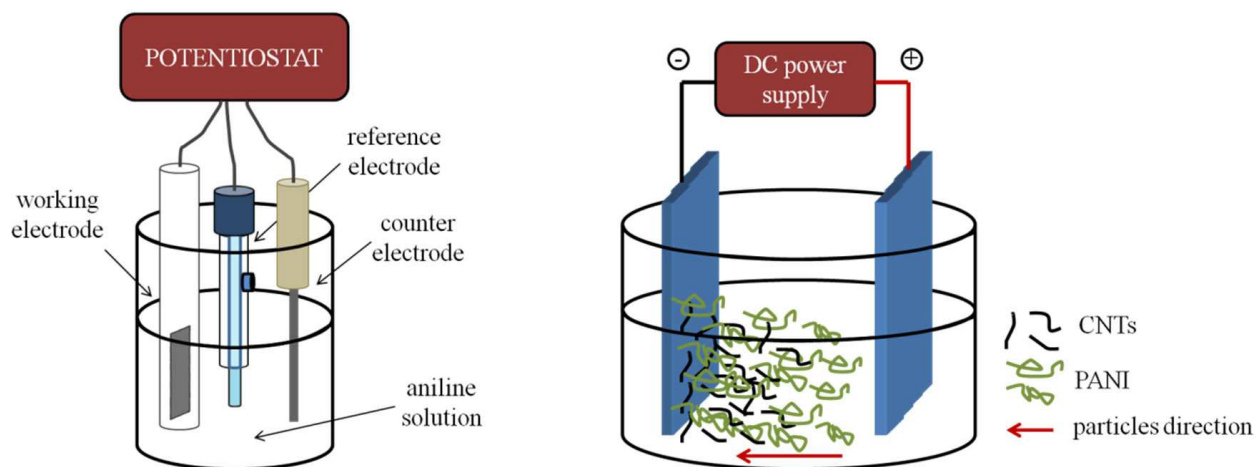 POTENTIOSTAT
reference
electrode
working
electrode
counter
electrode
aniline
solution
-
DC power
supply
+
CNTs
PANI
particles direction